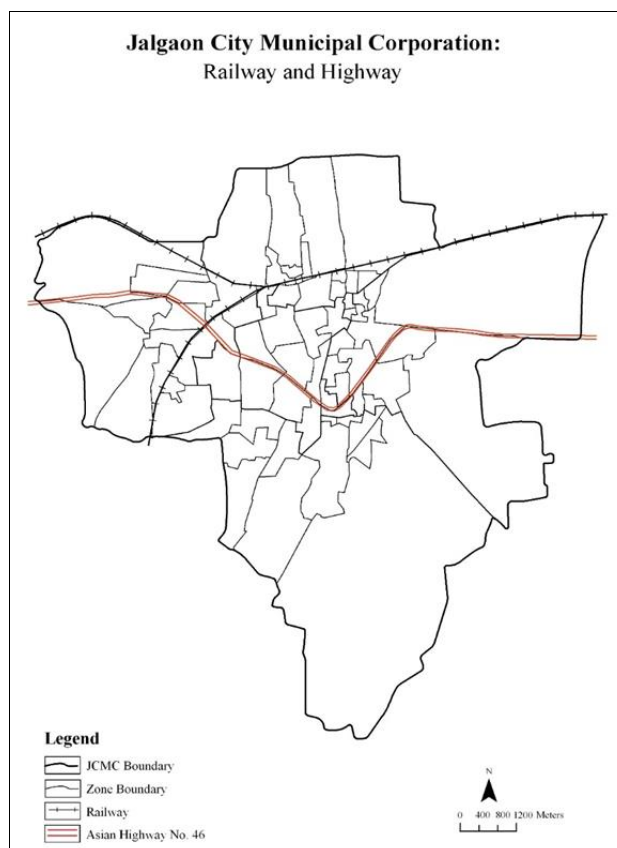 Jalgaon City Municipal Corporation:
Railway and Highway
Legend
JCMC Boundary
Zone Boundary
Railway
Asian Highway No. 46
N
0 400 800 1200 Meters